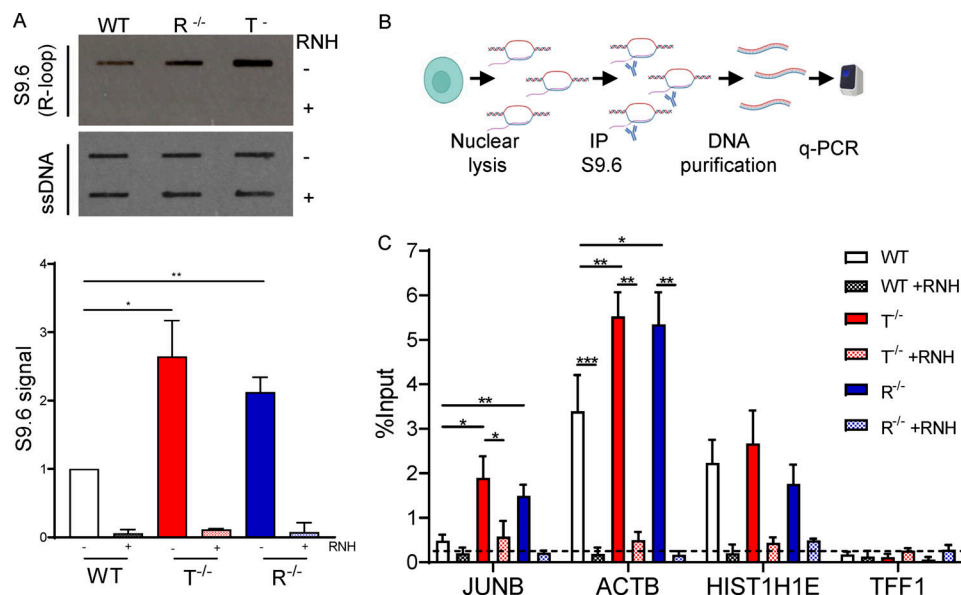 A
WT R -/- T -
RNH
S9.6
(R-loop)
-
+
ssDNA
-
+
S9.6 signal
4
3
2
1
0
*
**
- + - + - + RNH
WT T-/- R-/-
B
Nuclear
lysis
IP
S9.6
DNA
purification
q-PCR
C
%Input
7
6
5
4
3
2
1
0
* ** *
*** ** ** *
JUNB ACTB HIST1H1E TFF1
WT
WT +RNH
T-/-
T-/- +RNH
R-/-
R-/- +RNH